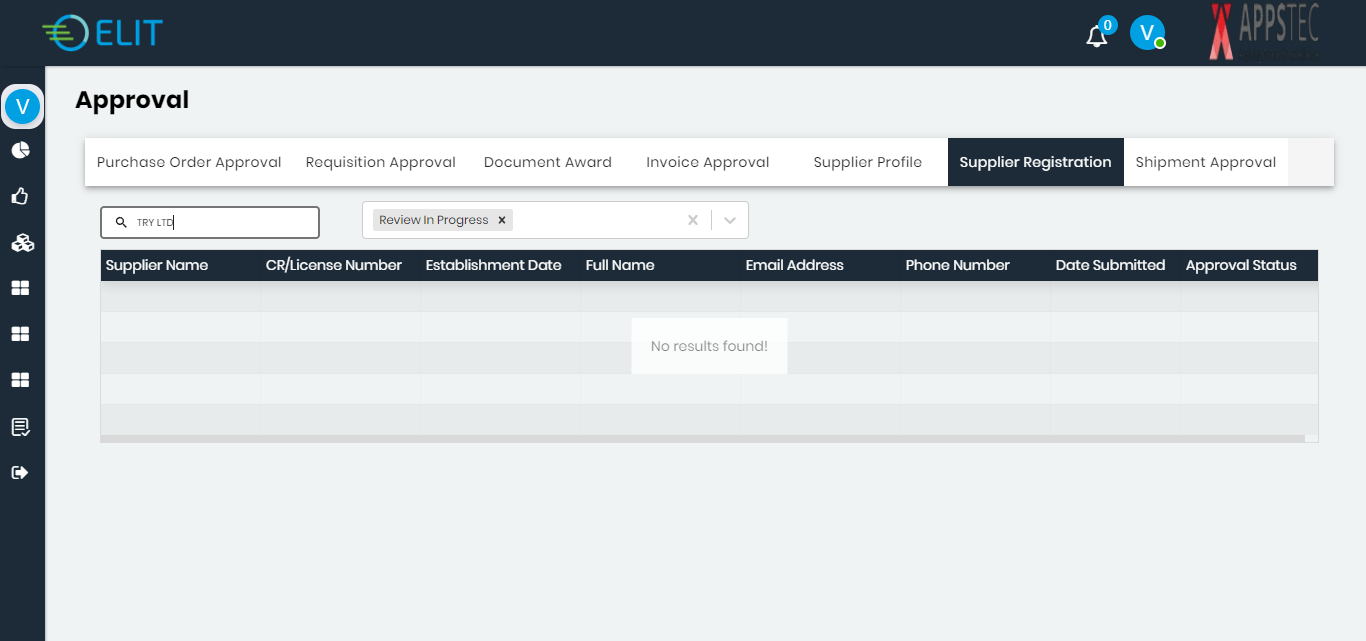 ELIT
0
V
APPSTEC
V
Approval
Purchase Order Approval Requisition Approval Document Award Invoice Approval Supplier Profile Supplier Registration Shipment Approval
TRY LTD
Review In Progress
Supplier Name CR/License Number Establishment Date Full Name Email Address Phone Number Date Submitted Approval Status
No results found!